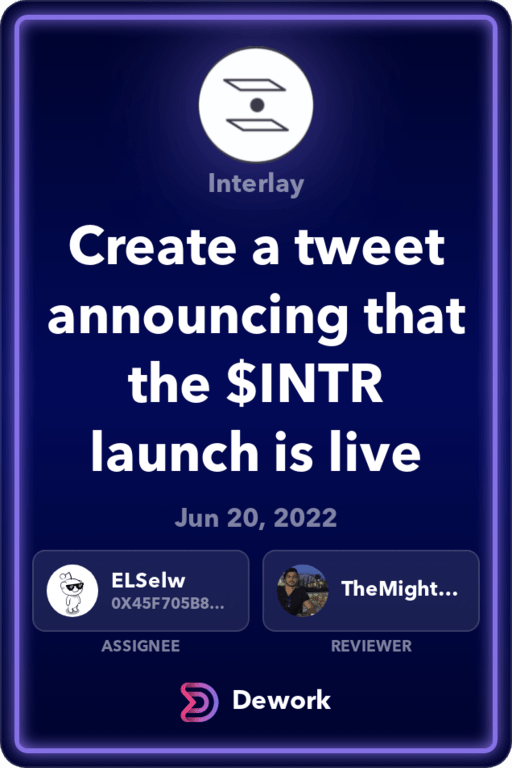 Interlay
Create a tweet
announcing that
the $INTR
launch is live
Jun 20, 2022
ELSelw
0X45F705B8...
TheMight...
ASSIGNEE
REVIEWER
Dework